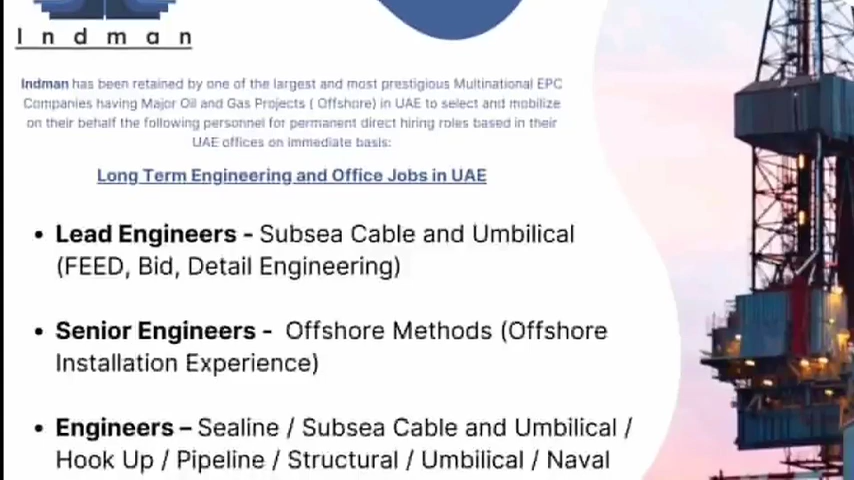 Indman
Indman has been retained by one of the largest and most prestigious Multinational EPC
Companies having Major Oil and Gas Projects ( Offshore) in UAE to select and mobilize
on their behalf the following personnel for permanent direct hiring roles based in their
UAE offices on immediate basis:
Long Term Engineering and Office Jobs in UAE
• Lead Engineers - Subsea Cable and Umbilical
(FEED, Bid, Detail Engineering)
• Senior Engineers - Offshore Methods (Offshore
Installation Experience)
• Engineers – Sealine / Subsea Cable and Umbilical /
Hook Up / Pipeline / Structural / Umbilical / Naval